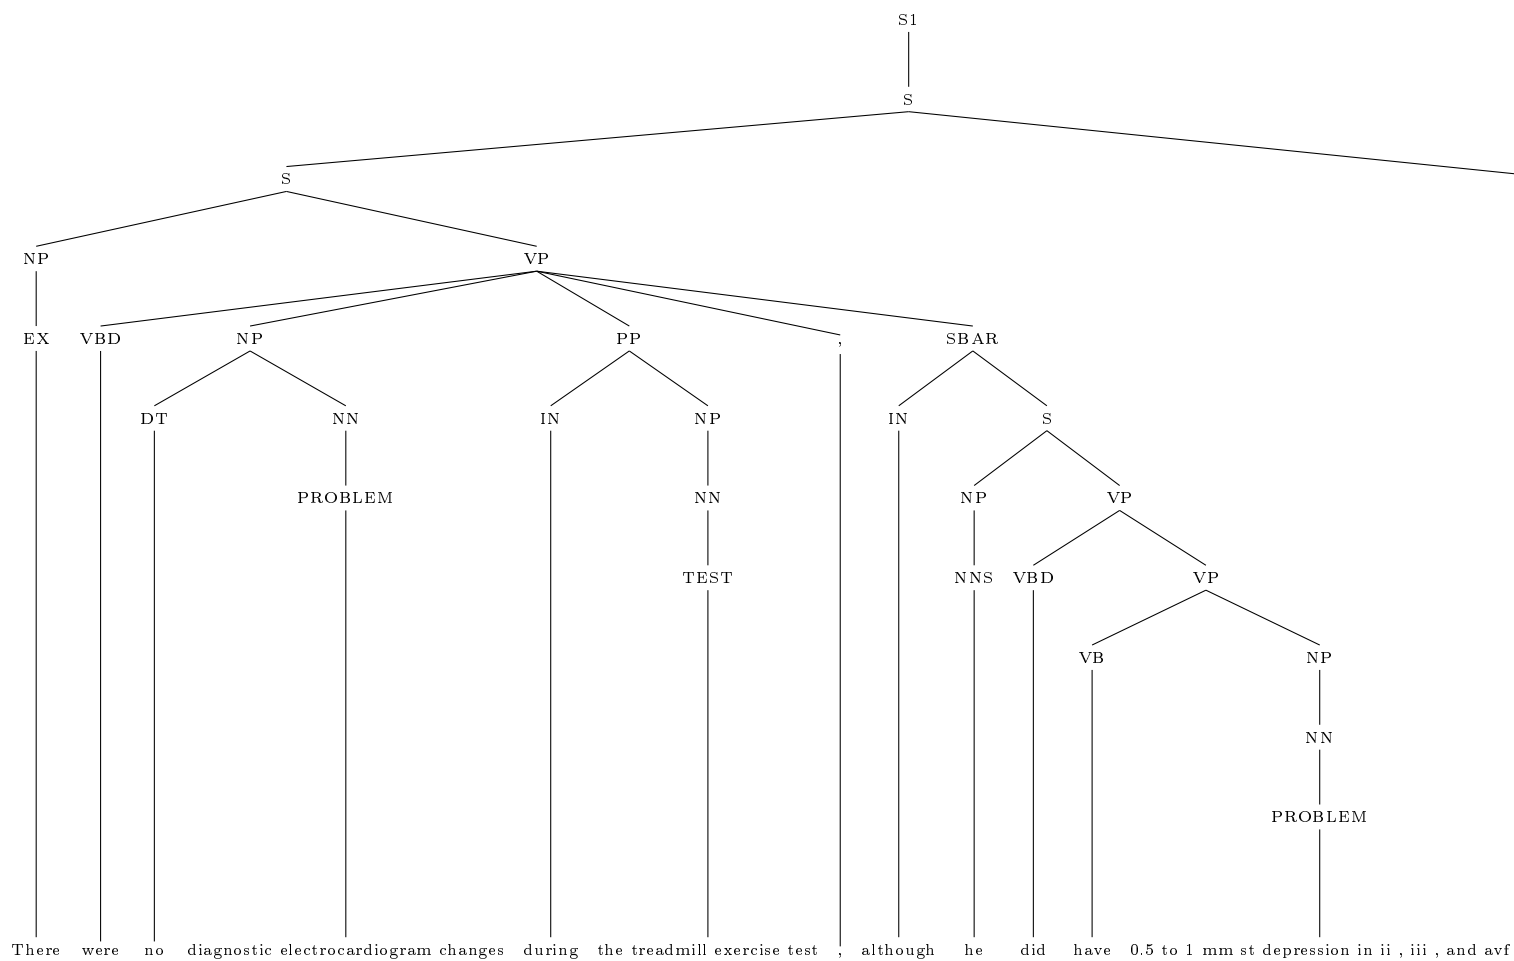 S1
S
S
NP VP
EX VBD NP PP , SBAR
DT NN IN NP IN S
PROBLEM NN NP VP
TEST NNS VBD VP
VB NP
NN
PROBLEM
There were no diagnostic electrocardiogram changes during the treadmill exercise test , although he did have 0.5 to 1 mm st depression in ii , iii , and avf